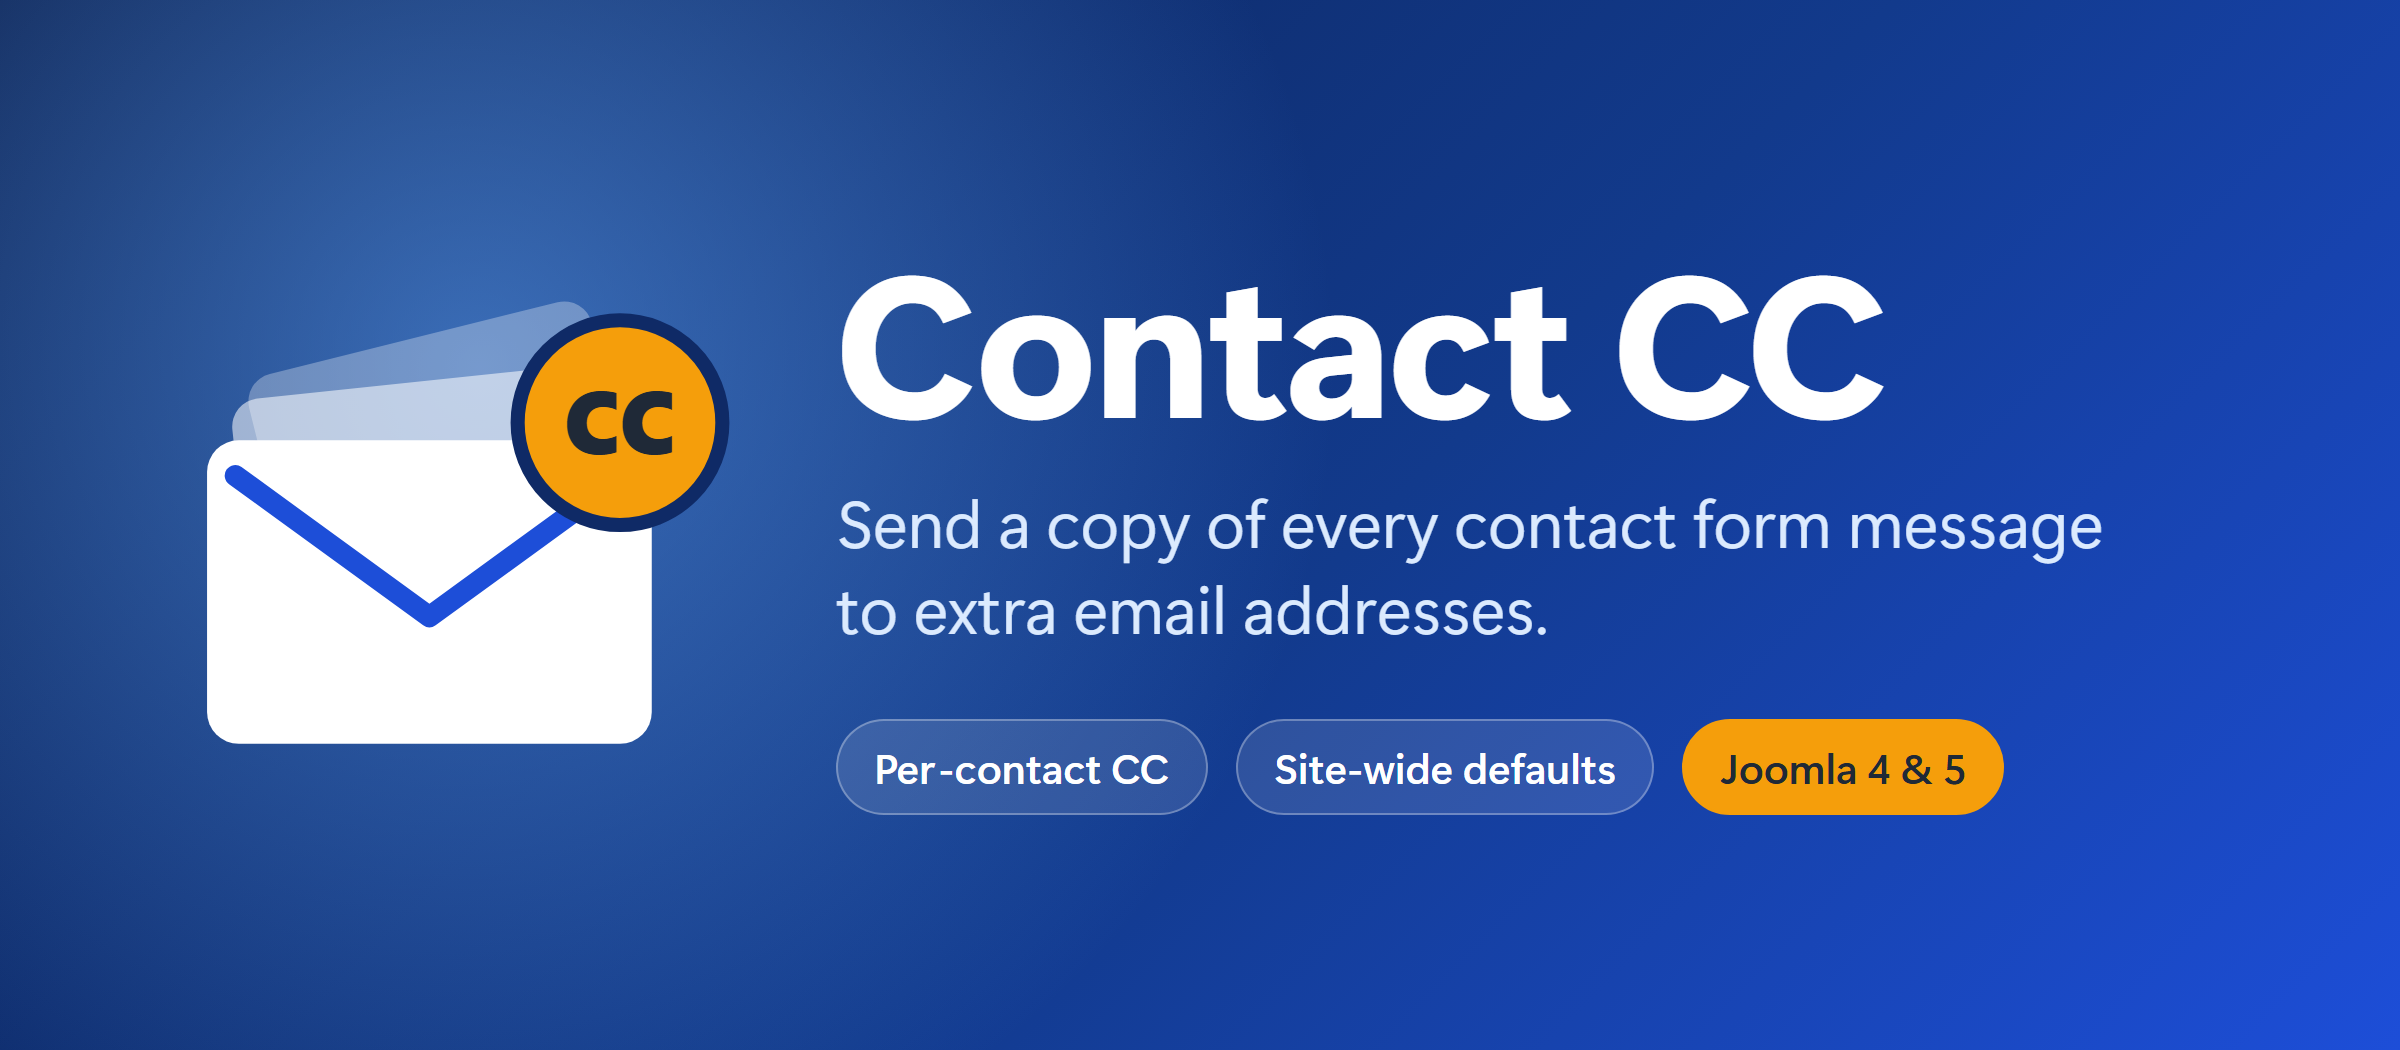 cc
Contact CC
Send a copy of every contact form message
to extra email addresses.
Per-contact CC
Site-wide defaults
Joomla 4 & 5